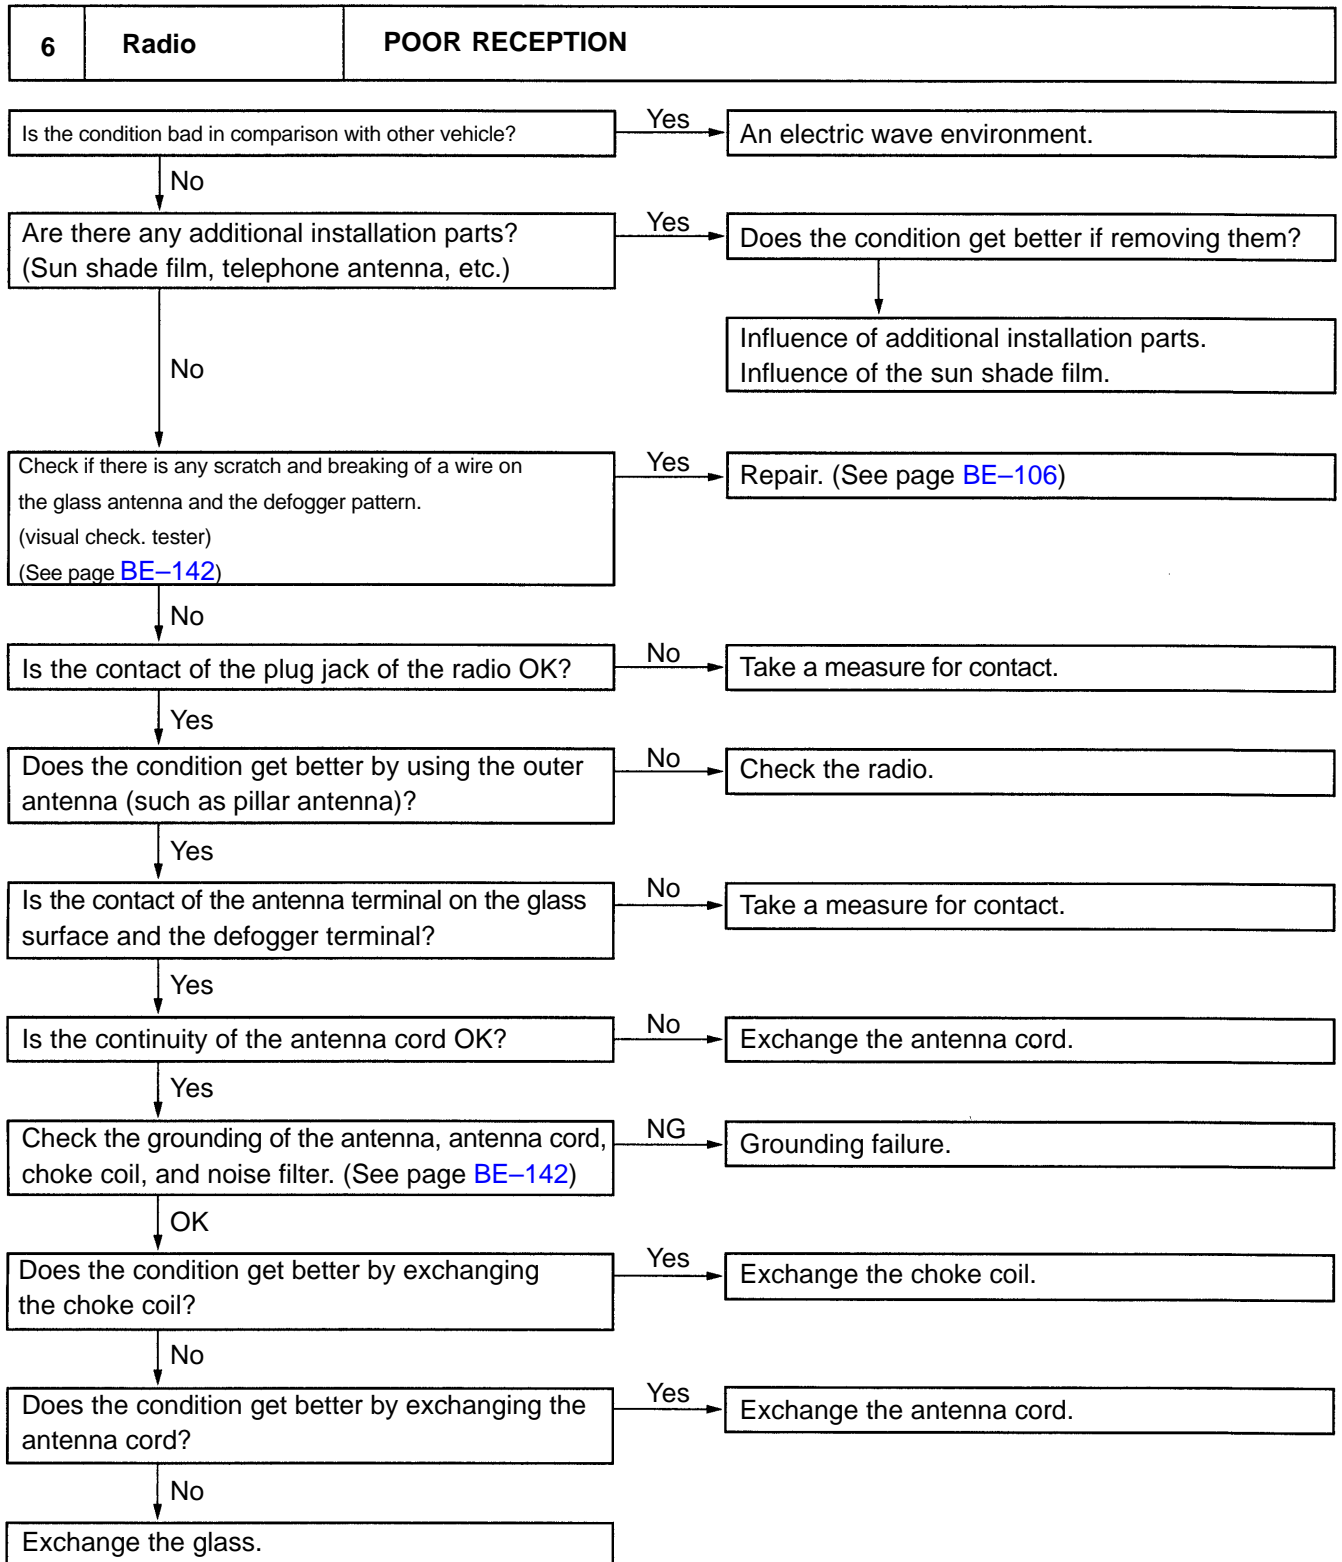 6 Radio POOR RECEPTION
Is the condition bad in comparison with other vehicle?
Yes
An electric wave environment.
No
Are there any additional installation parts?
(Sun shade film, telephone antenna, etc.)
Yes
Does the condition get better if removing them?
Influence of additional installation parts.
Influence of the sun shade film.
No
Check if there is any scratch and breaking of a wire on
the glass antenna and the defogger pattern.
(visual check. tester)
(See page BE–142)
Yes
Repair. (See page BE–106)
No
Is the contact of the plug jack of the radio OK?
No
Take a measure for contact.
Yes
Does the condition get better by using the outer
antenna (such as pillar antenna)?
No
Check the radio.
Yes
Is the contact of the antenna terminal on the glass
surface and the defogger terminal?
No
Take a measure for contact.
Yes
Is the continuity of the antenna cord OK?
No
Exchange the antenna cord.
Yes
Check the grounding of the antenna, antenna cord,
choke coil, and noise filter. (See page BE–142)
NG
Grounding failure.
OK
Does the condition get better by exchanging
the choke coil?
Yes
Exchange the choke coil.
No
Does the condition get better by exchanging the
antenna cord?
Yes
Exchange the antenna cord.
No
Exchange the glass.